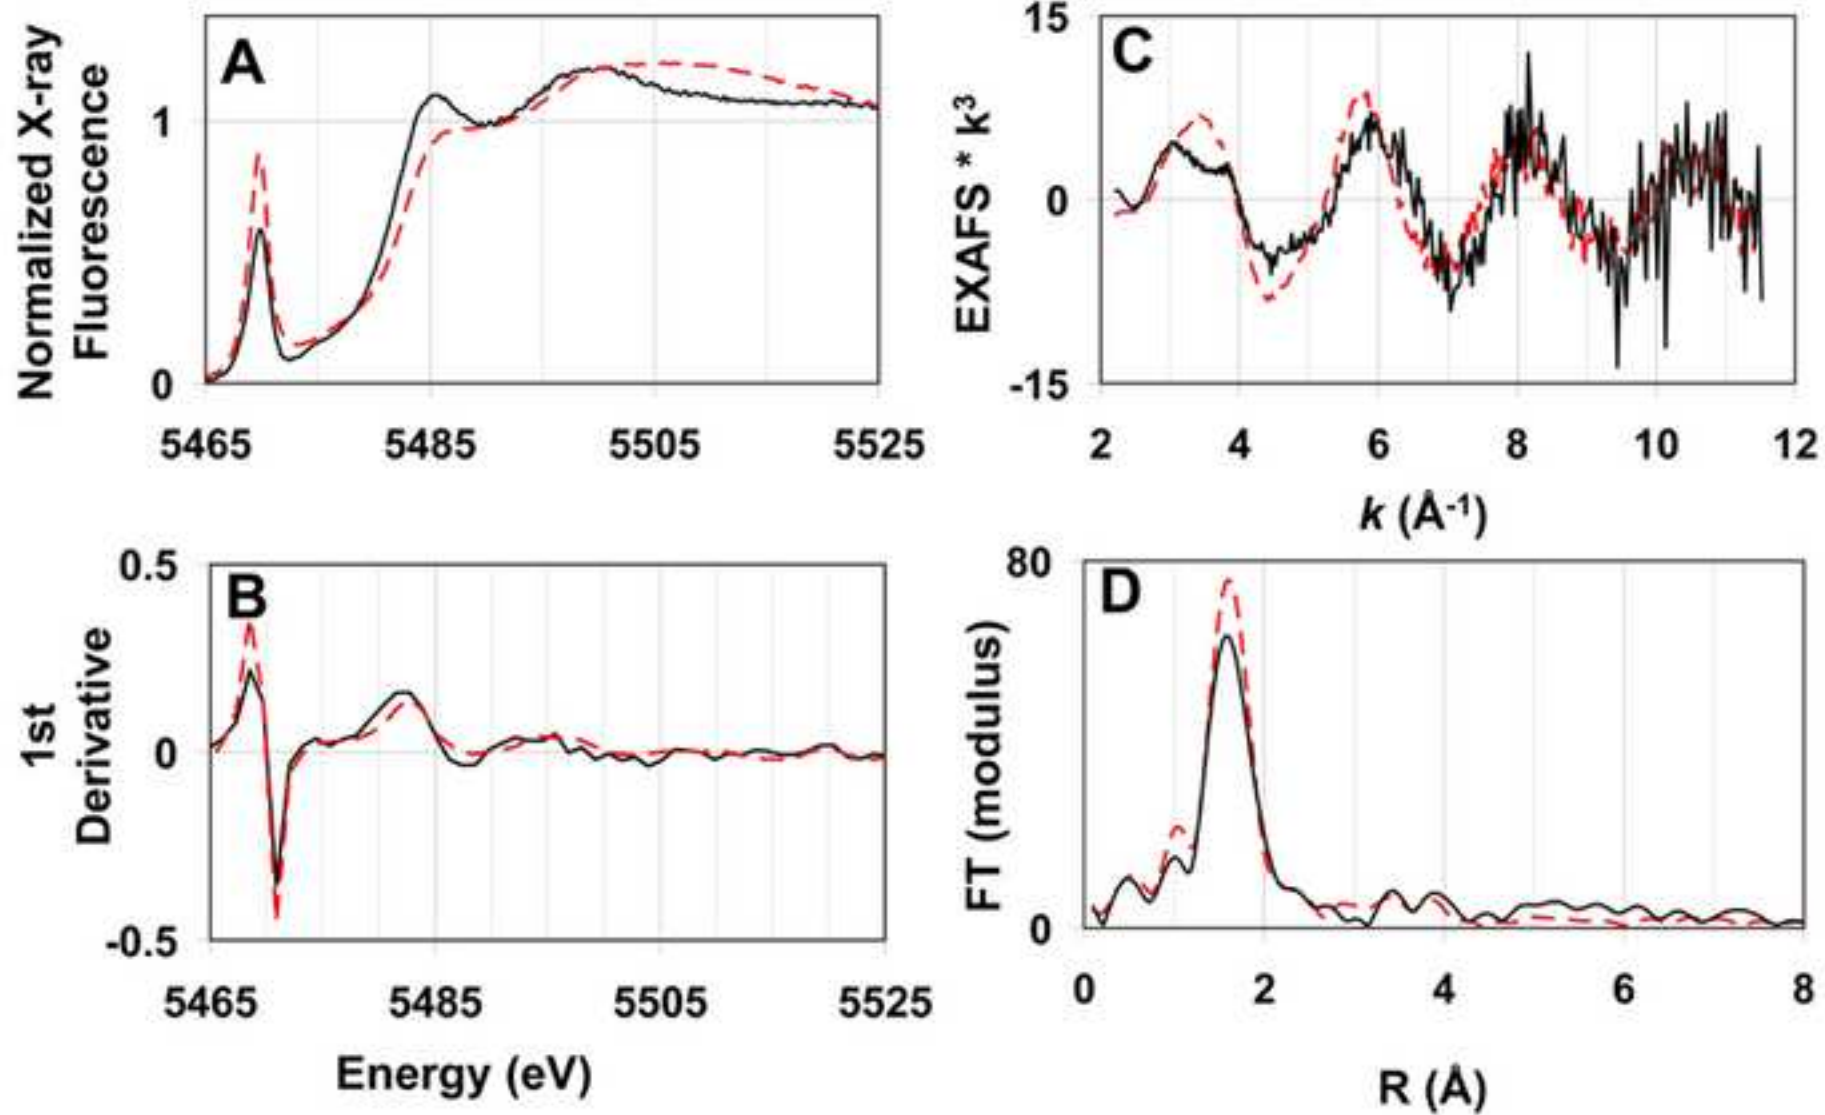 A
Normalized X-ray
Fluorescence
1
0
5465 5485 5505 5525
C
EXAFS * k³
15
0
-15
2 4 6 8 10 12
k (Å⁻¹)
B
1st
Derivative
0.5
0
-0.5
5465 5485 5505 5525
Energy (eV)
D
FT (modulus)
80
0
0 2 4 6 8
R (Å)